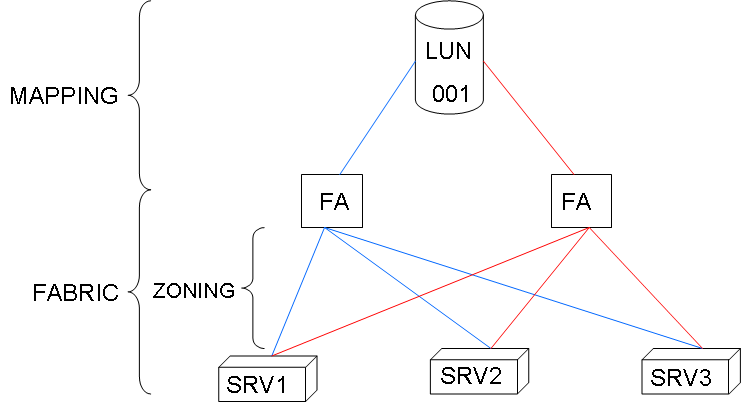 LUN
001
MAPPING
FA
FA
FABRIC
ZONING
SRV1
SRV2
SRV3